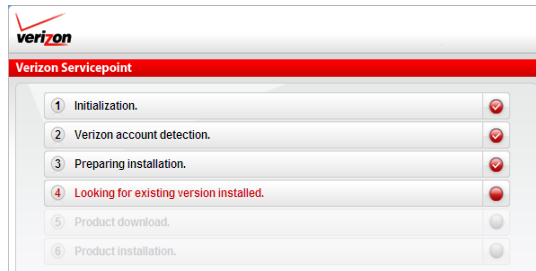 verizon
Verizon Servicepoint
1 Initialization.
2 Verizon account detection.
3 Preparing installation.
4 Looking for existing version installed.
5 Product download.
6 Product installation.